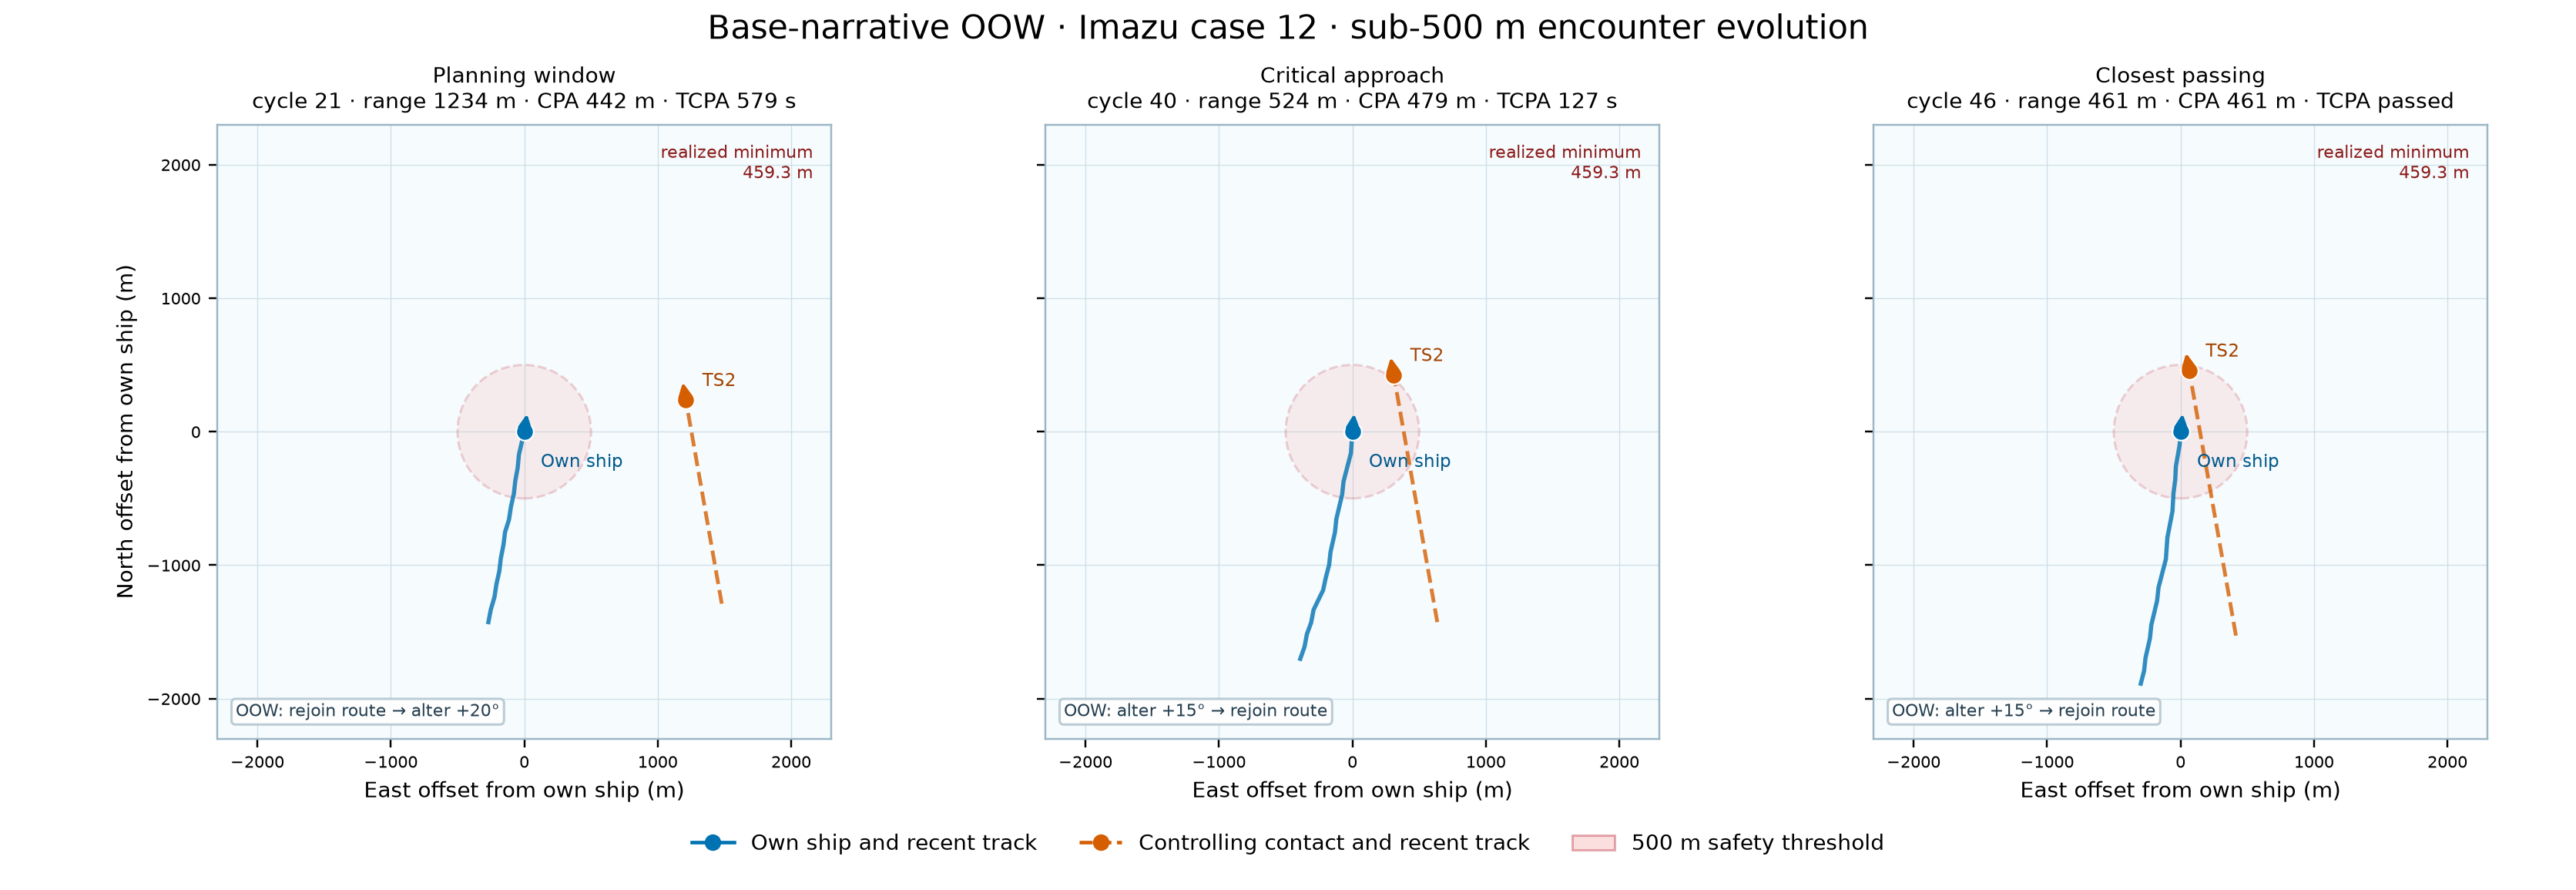 Base-narrative OOW · Imazu case 12 · sub-500 m encounter evolution
Planning window
cycle 21 · range 1234 m · CPA 442 m · TCPA 579 s
Critical approach
cycle 40 · range 524 m · CPA 479 m · TCPA 127 s
Closest passing
cycle 46 · range 461 m · CPA 461 m · TCPA passed
North offset from own ship (m)
2000
1000
0
−1000
−2000
realized minimum
459.3 m
TS2
Own ship
OOW: rejoin route → alter +20°
−2000 −1000 0 1000 2000
East offset from own ship (m)
realized minimum
459.3 m
TS2
Own ship
OOW: alter +15° → rejoin route
−2000 −1000 0 1000 2000
East offset from own ship (m)
realized minimum
459.3 m
TS2
Own ship
OOW: alter +15° → rejoin route
−2000 −1000 0 1000 2000
East offset from own ship (m)
Own ship and recent track
Controlling contact and recent track
500 m safety threshold